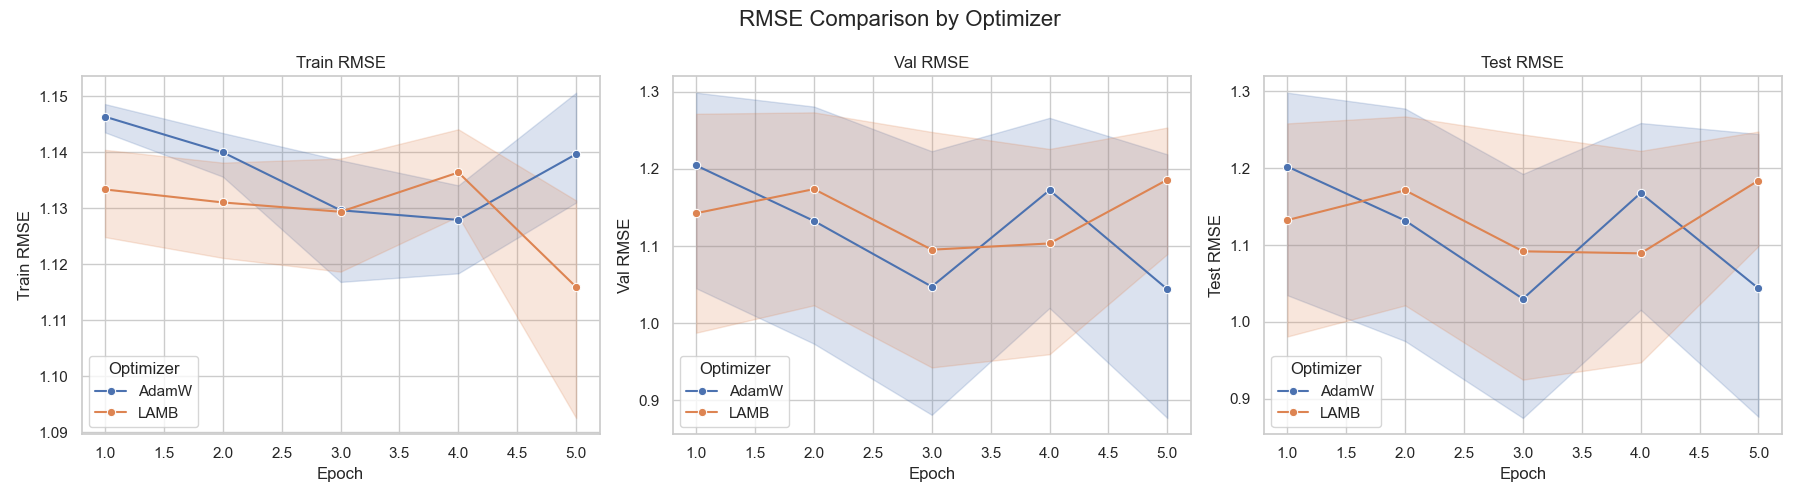 RMSE Comparison by Optimizer
Train RMSE
Train RMSE
1.15
1.14
1.13
1.12
1.11
1.10
1.09
Optimizer
AdamW
LAMB
1.0 1.5 2.0 2.5 3.0 3.5 4.0 4.5 5.0
Epoch
Val RMSE
Val RMSE
1.3
1.2
1.1
1.0
0.9
Optimizer
AdamW
LAMB
1.0 1.5 2.0 2.5 3.0 3.5 4.0 4.5 5.0
Epoch
Test RMSE
Test RMSE
1.3
1.2
1.1
1.0
0.9
Optimizer
AdamW
LAMB
1.0 1.5 2.0 2.5 3.0 3.5 4.0 4.5 5.0
Epoch